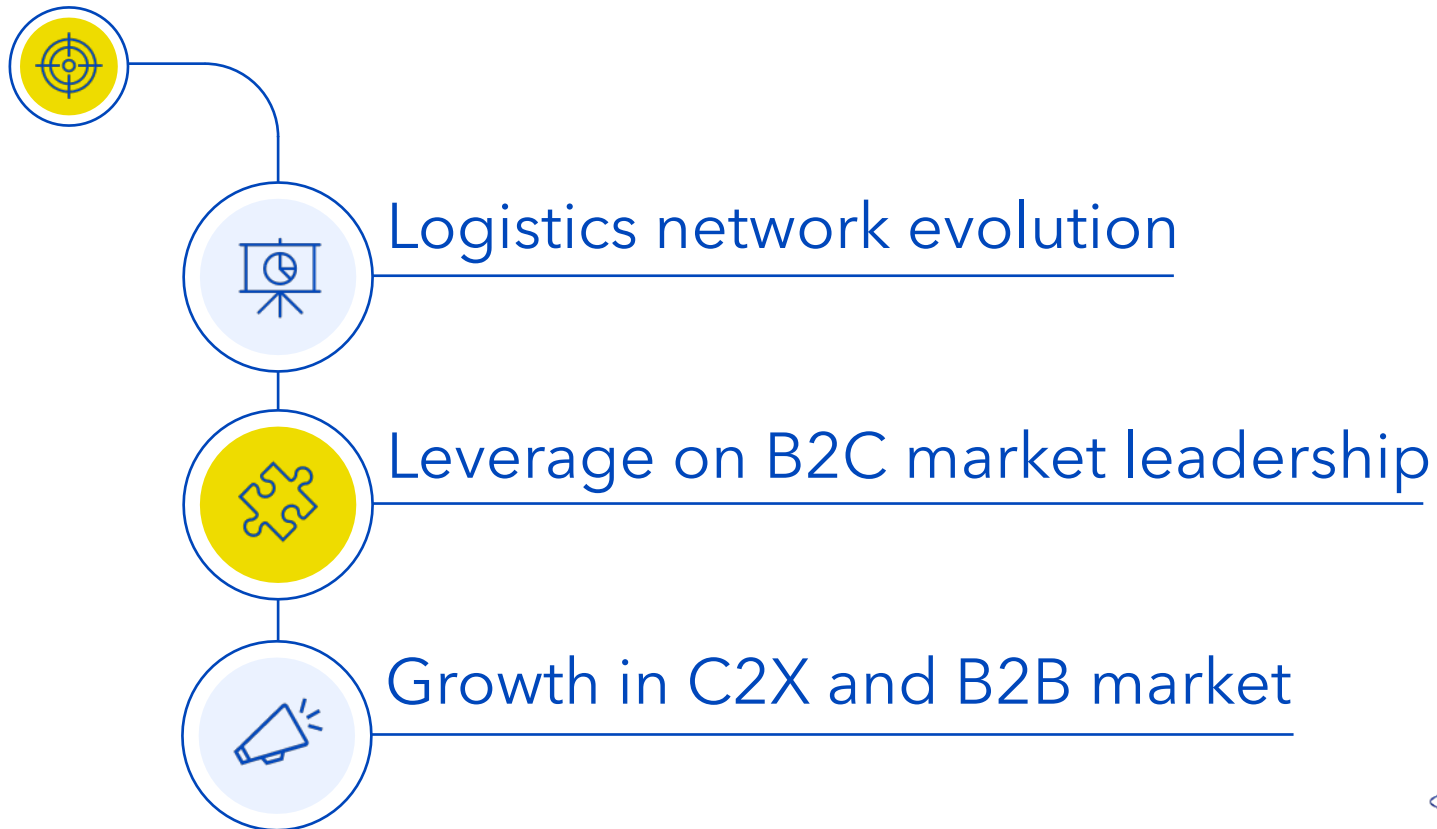 Logistics network evolution
Leverage on B2C market leadership
Growth in C2X and B2B market